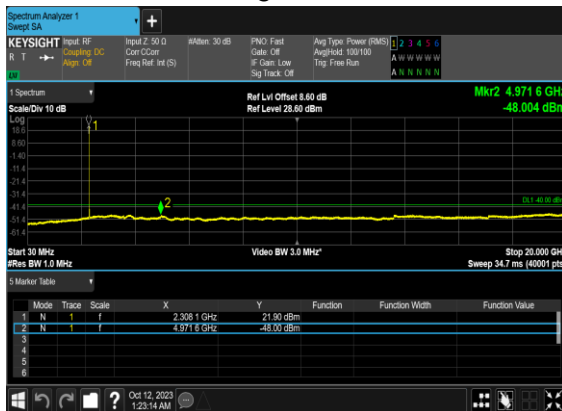 Spectrum Analyzer 1
Swept SA
+
KEYSIGHT Input: RF Input Z: 50 Ω #Atten: 30 dB PNO: Fast Avg Type: Power (RMS) 1 2 3 4 5 6
R T Coupling: DC Corr CCorr Gate: Off Avg|Hold: 100/100 A W W W W W
Align: Off Freq Ref: Int (S) IF Gain: Low Trig: Free Run A N N N N N
Sig Track: Off
1 Spectrum Ref Lvl Offset 8.60 dB Mkr2 4.971 6 GHz
Scale/Div 10 dB Ref Level 28.60 dBm -48.004 dBm
Log
18.6
8.60
-1.40
-11.4
-21.4
-31.4
-41.4
-51.4
-61.4
1
2
DL1 -40.00 dBm
Start 30 MHz Video BW 3.0 MHz* Stop 20.000 GHz
#Res BW 1.0 MHz Sweep 34.7 ms (40001 pts)
5 Marker Table
Mode Trace Scale X Y Function Function Width Function Value
1 N 1 f 2.308 1 GHz 21.90 dBm
2 N 1 f 4.971 6 GHz -48.00 dBm
3
4
5
6
? Oct 12, 2023
1:23:14 AM